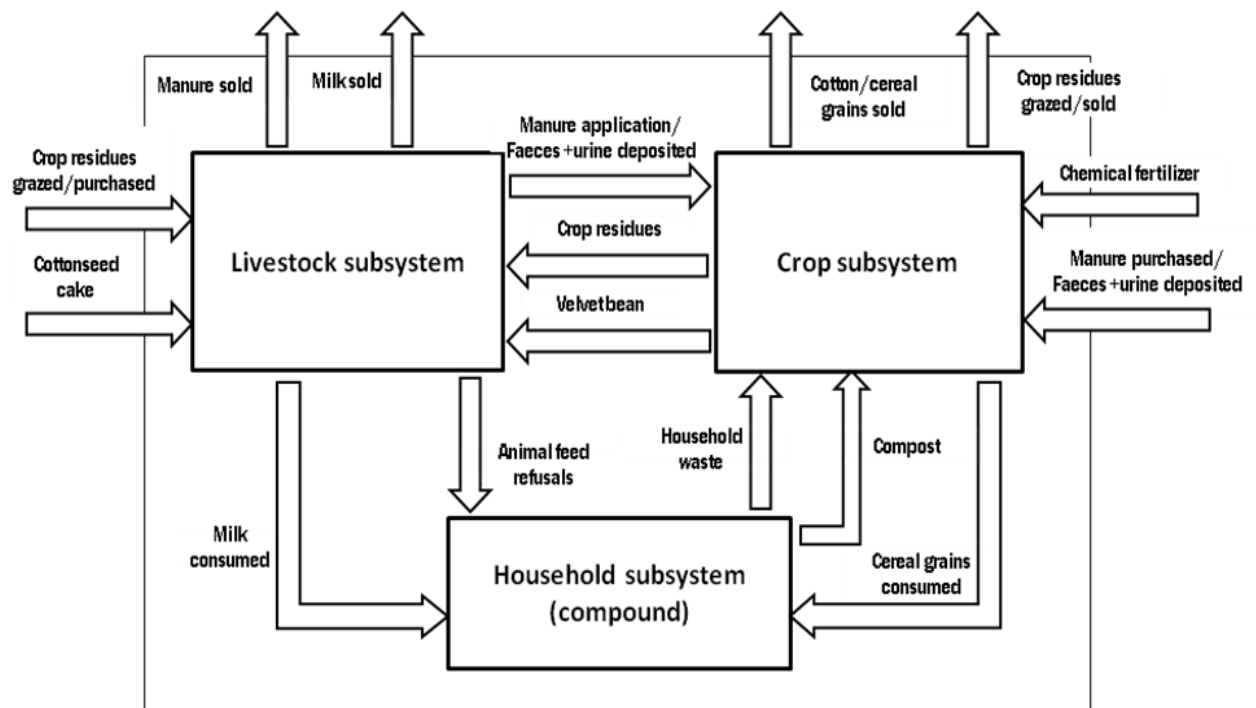 Manure sold
Milk sold
Cotton/cereal
grains sold
Crop residues
grazed/sold
Crop residues
grazed/purchased
Manure application/
Faeces +urine deposited
Chemical fertilizer
Livestock subsystem
Crop residues
Crop subsystem
Cottonseed
cake
Velvetbean
Manure purchased/
Faeces +urine deposited
Animal feed
refusals
Household
waste
Compost
Milk
consumed
Household subsystem
(compound)
Cereal grains
consumed